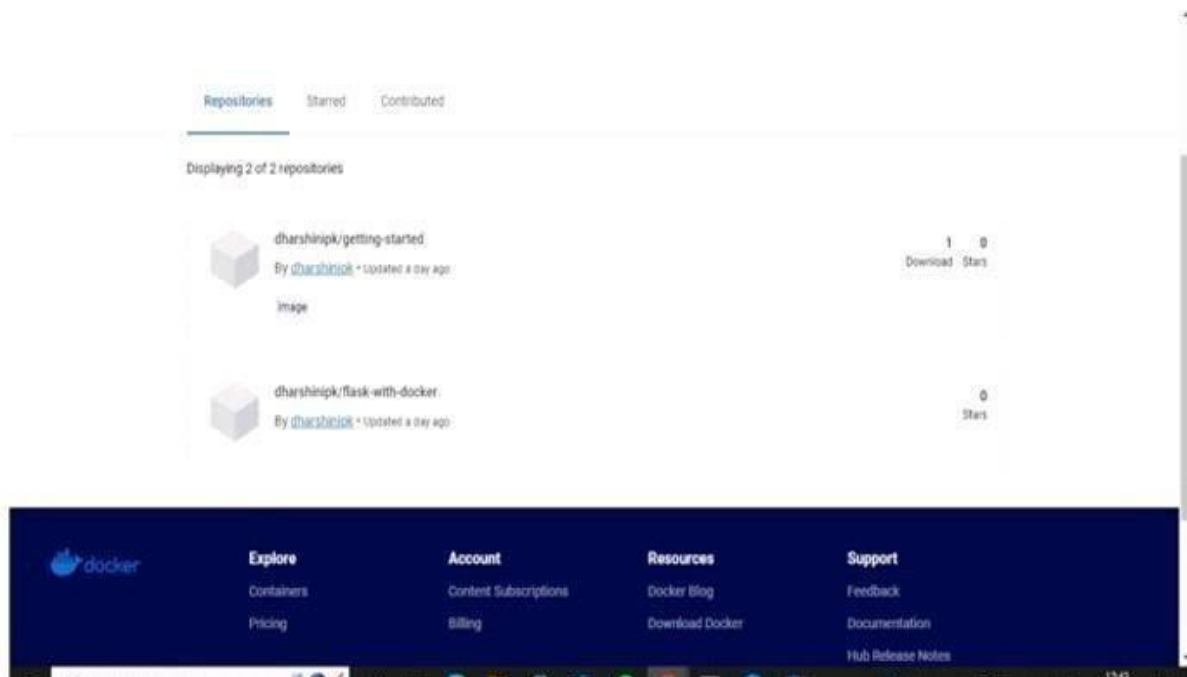 Repositories Starred Contributed
Displaying 2 of 2 repositories
dharshinipk/getting-started
1 0
By dharshinipk • Updated a day ago
Download Stars
Image
dharshinipk/flask-with-docker
0
By dharshinipk • Updated a day ago
Stars
docker
Explore
Containers
Pricing
Account
Content Subscriptions
Billing
Resources
Docker Blog
Download Docker
Support
Feedback
Documentation
Hub Release Notes